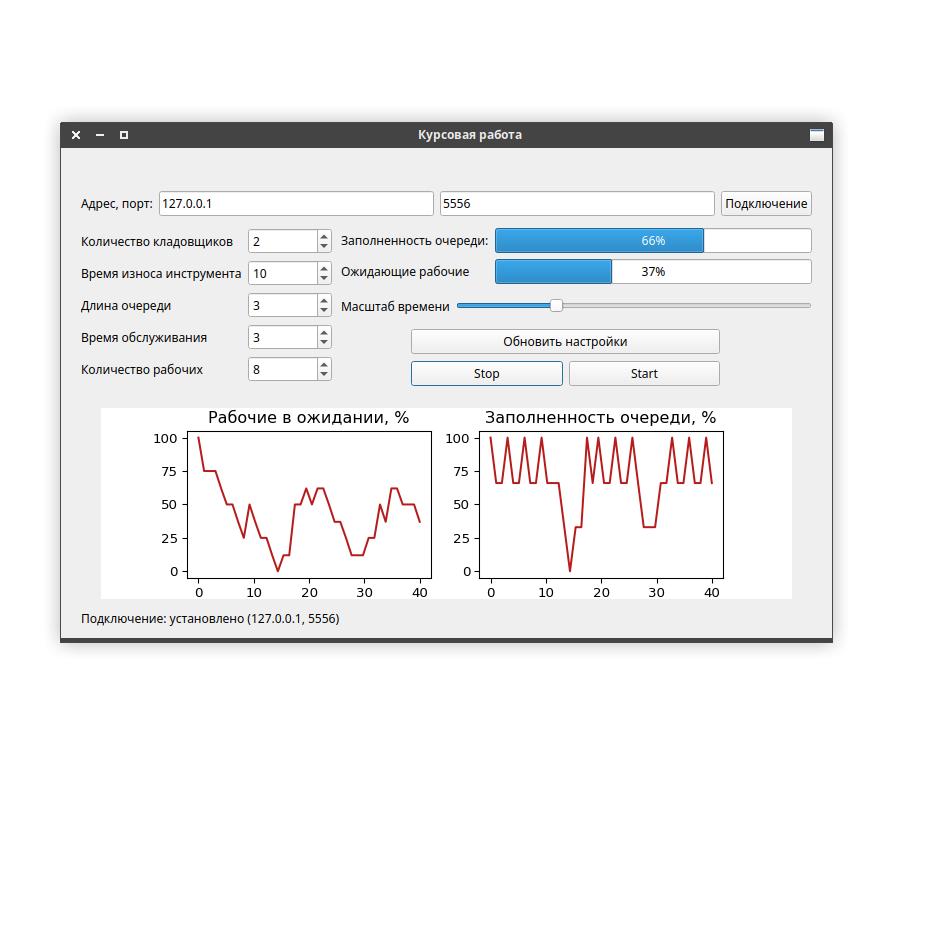 Курсовая работа
Адрес, порт: 127.0.0.1 5556 Подключение
Количество кладовщиков 2 Заполненность очереди: 66%
Время износа инструмента 10 Ожидающие рабочие 37%
Длина очереди 3 Масштаб времени
Время обслуживания 3 Обновить настройки
Количество рабочих 8 Stop Start
Рабочие в ожидании, % Заполненность очереди, %
100 100
75 75
50 50
25 25
0 0
0 10 20 30 40 0 10 20 30 40
Подключение: установлено (127.0.0.1, 5556)